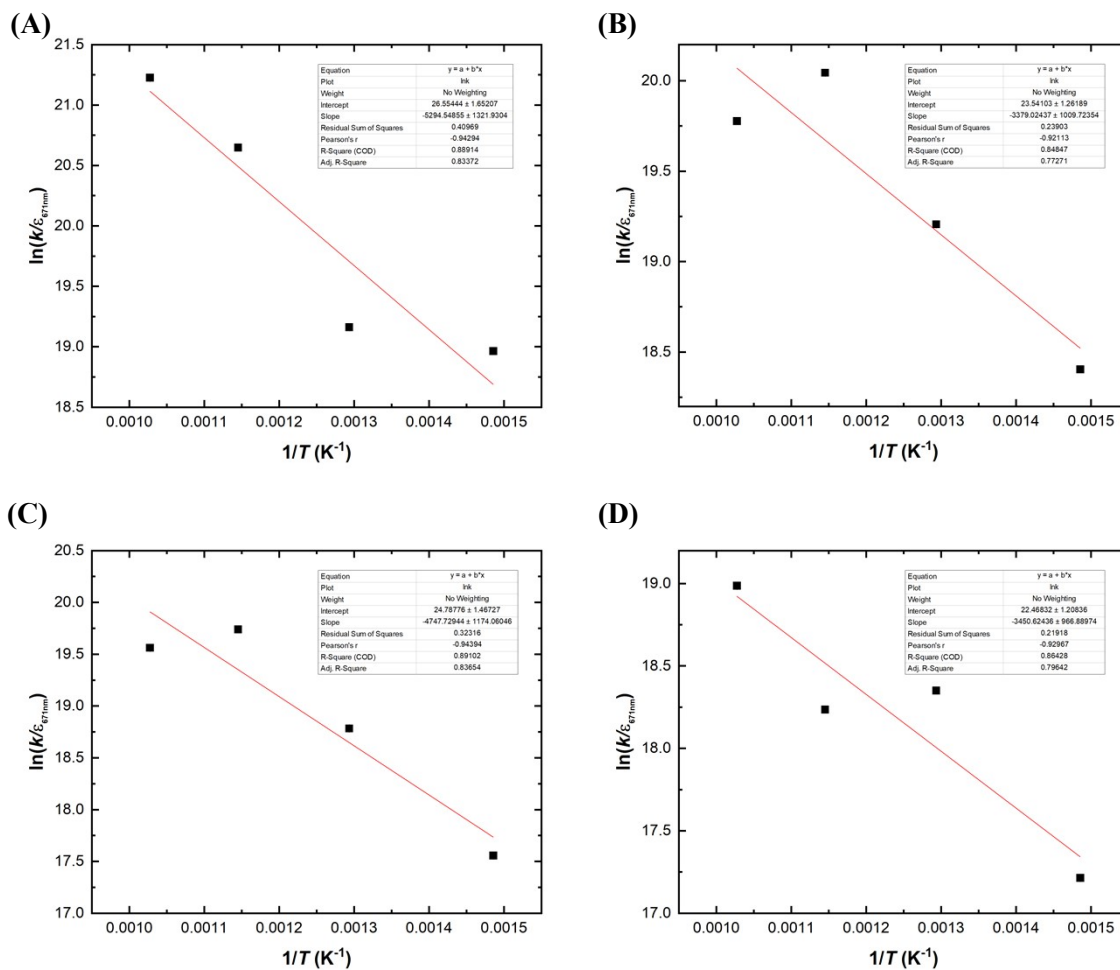 (A)
21.5
21.0
20.5
20.0
19.5
19.0
18.5
ln(k/ε671nm)
Equation y = a + b*x
Plot lnk
Weight No Weighting
Intercept 26.55444 ± 1.65207
Slope -5294.54855 ± 1321.9304
Residual Sum of Squares 0.40969
Pearson's r -0.94294
R-Square (COD) 0.88914
Adj. R-Square 0.83372
0.0010 0.0011 0.0012 0.0013 0.0014 0.0015
1/T (K-1)
(B)
20.0
19.5
19.0
18.5
ln(k/ε671nm)
Equation y = a + b*x
Plot lnk
Weight No Weighting
Intercept 23.54103 ± 1.26189
Slope -3379.02437 ± 1009.72354
Residual Sum of Squares 0.23903
Pearson's r -0.92113
R-Square (COD) 0.84847
Adj. R-Square 0.77271
0.0010 0.0011 0.0012 0.0013 0.0014 0.0015
1/T (K-1)
(C)
20.5
20.0
19.5
19.0
18.5
18.0
17.5
17.0
ln(k/ε671nm)
Equation y = a + b*x
Plot lnk
Weight No Weighting
Intercept 24.78776 ± 1.46727
Slope -4747.72944 ± 1174.06046
Residual Sum of Squares 0.32316
Pearson's r -0.94394
R-Square (COD) 0.89102
Adj. R-Square 0.83654
0.0010 0.0011 0.0012 0.0013 0.0014 0.0015
1/T (K-1)
(D)
19.0
18.5
18.0
17.5
17.0
ln(k/ε671nm)
Equation y = a + b*x
Plot lnk
Weight No Weighting
Intercept 22.46832 ± 1.20836
Slope -3450.62436 ± 966.88974
Residual Sum of Squares 0.21918
Pearson's r -0.92967
R-Square (COD) 0.86428
Adj. R-Square 0.79642
0.0010 0.0011 0.0012 0.0013 0.0014 0.0015
1/T (K-1)